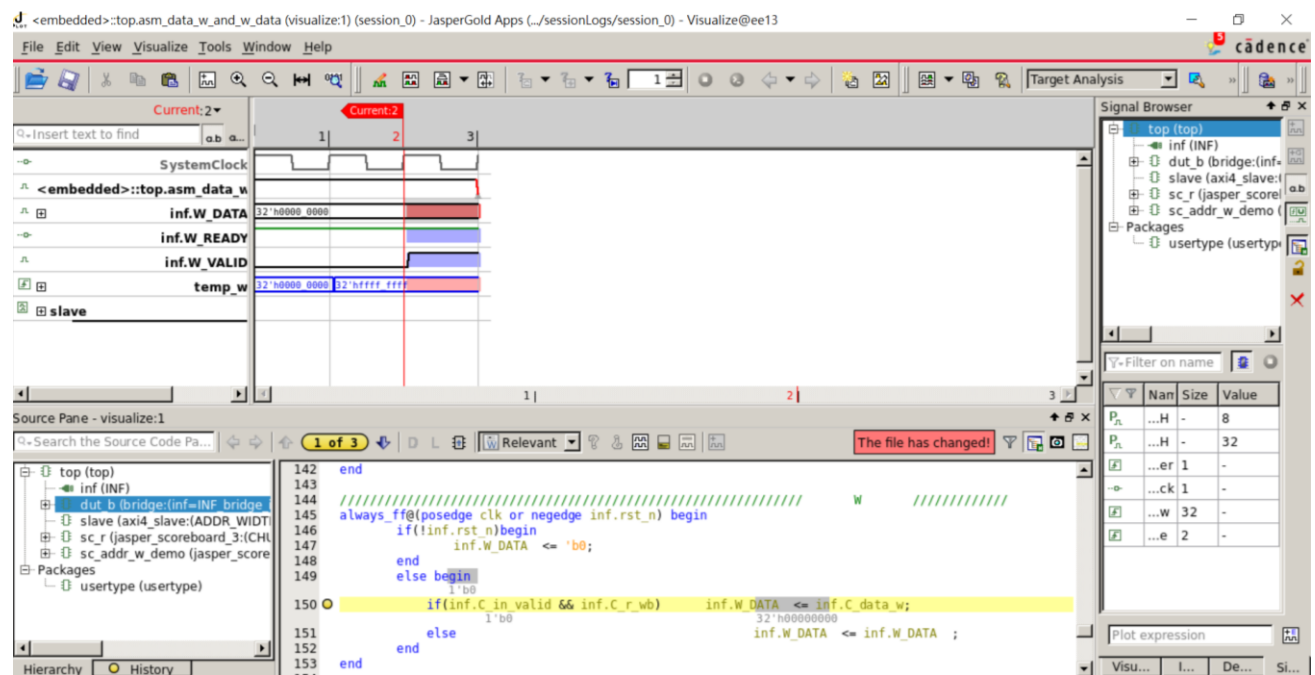 <embedded>::top.asm_data_w_and_w_data (visualize:1) (session_0) - JasperGold Apps (.../sessionLogs/session_0) - Visualize@ee13
File Edit View Visualize Tools Window Help
5
cādence
1
Target Analysis
»
»
Current:2
Insert text to find
a.b a...
Current:2
1
2
3
SystemClock
<embedded>::top.asm_data_w
inf.W_DATA 32'h0000_0000
inf.W_READY
inf.W_VALID
temp_w 32'h0000_0000 32'hffff_ffff
slave
1
2
3
Signal Browser
top (top)
inf (INF)
dut_b (bridge:(inf=
slave (axi4_slave:(
sc_r (jasper_scorel
sc_addr_w_demo (
Packages
usertype (usertyp
a.b
Filter on name
Nam Size Value
...H - 8
...H - 32
...er 1 -
...ck 1 -
...w 32 -
...e 2 -
Plot expression
Visu... I... De... Si...
Source Pane - visualize:1
Search the Source Code Pa...
1 of 3
D L
Relevant
The file has changed!
top (top)
inf (INF)
dut_b (bridge:(inf=INF_bridge_
slave (axi4_slave:(ADDR_WIDTI
sc_r (jasper_scoreboard_3:(CHU
sc_addr_w_demo (jasper_score
Packages
usertype (usertype)
Hierarchy History
142 end
143
144 /////////////////////////////////////////////////////////////// W /////////////
145 always_ff@(posedge clk or negedge inf.rst_n) begin
146 if(!inf.rst_n)begin
147 inf.W_DATA <= 'b0;
148 end
149 else begin
1'b0
150 if(inf.C_in_valid && inf.C_r_wb) inf.W_DATA <= inf.C_data_w;
1'b0 32'h00000000
151 else inf.W_DATA <= inf.W_DATA ;
152 end
153 end